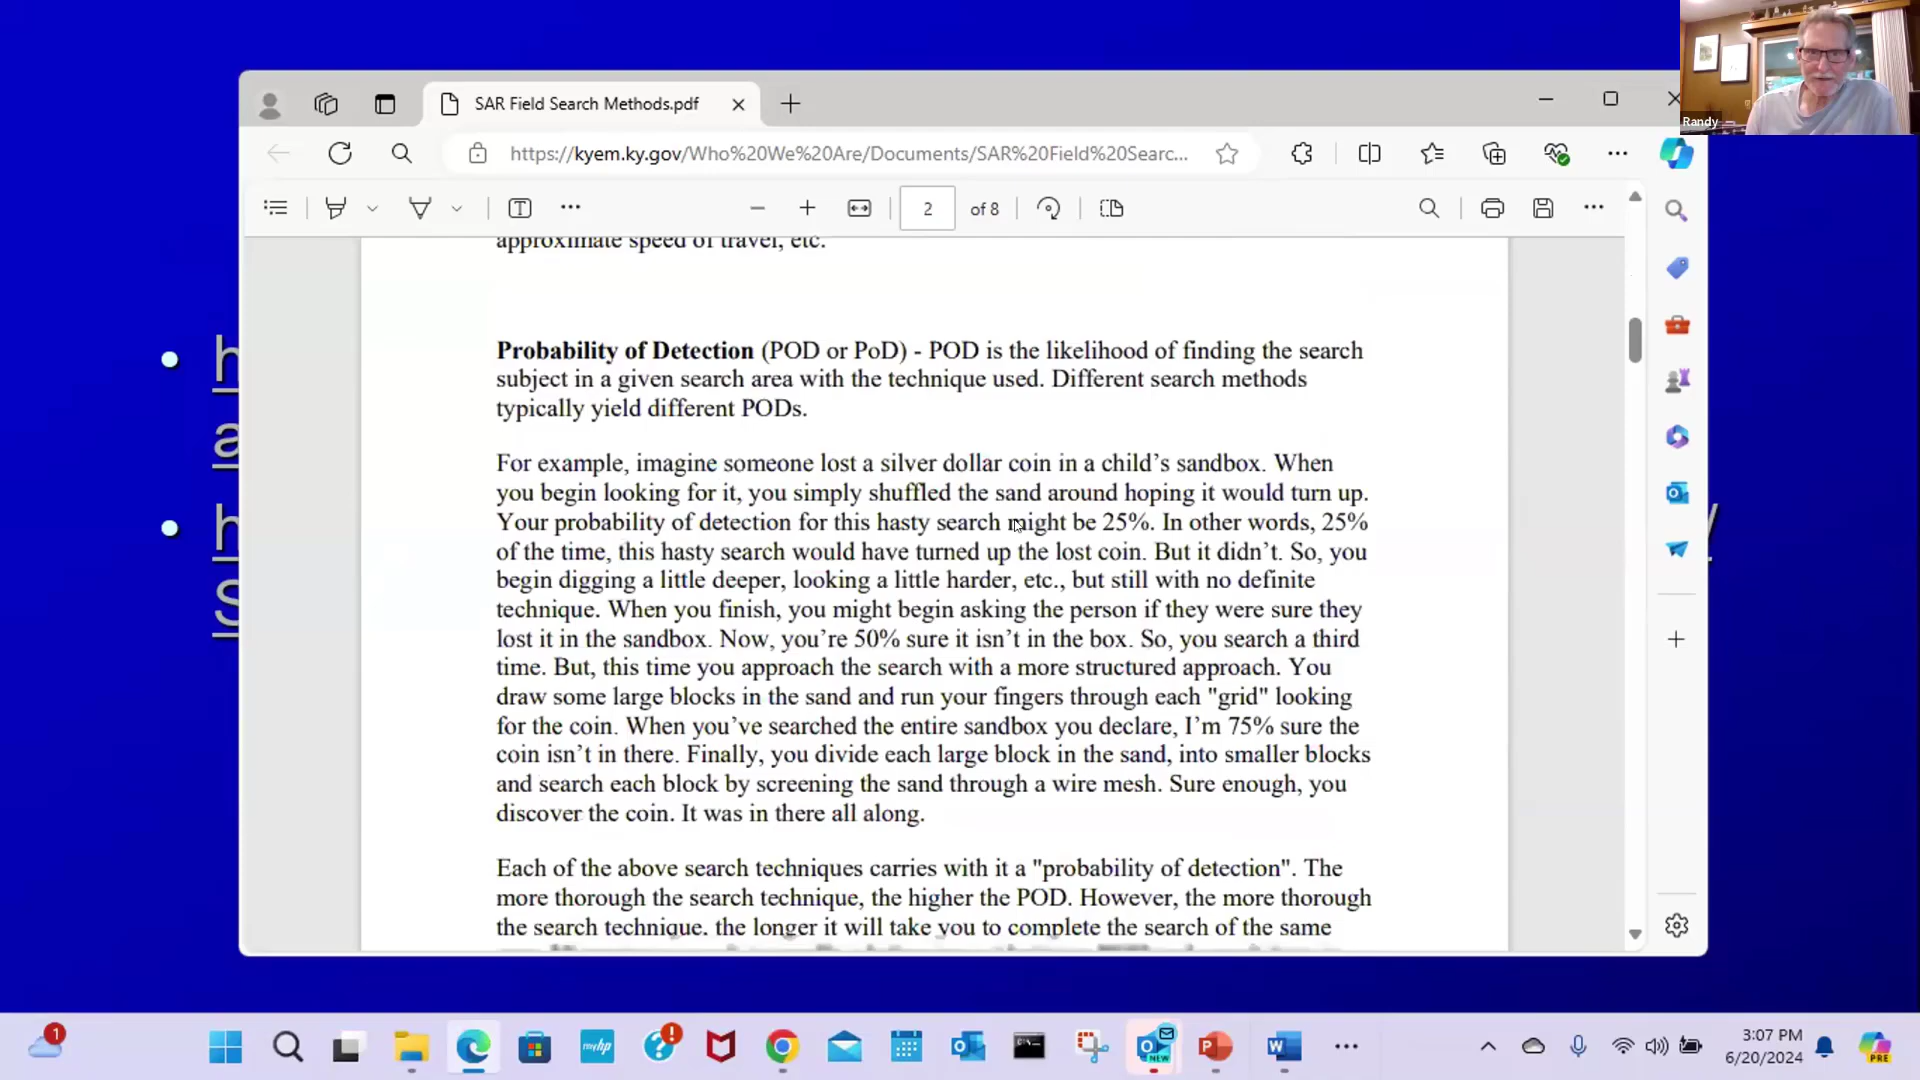 SAR Field Search Methods.pdf
Randy
https://kyem.ky.gov/Who%20We%20Are/Documents/SAR%20Field%20Searc...
2 of 8
approximate speed of travel, etc.
Probability of Detection (POD or PoD) - POD is the likelihood of finding the search
subject in a given search area with the technique used. Different search methods
typically yield different PODs.
For example, imagine someone lost a silver dollar coin in a child’s sandbox. When
you begin looking for it, you simply shuffled the sand around hoping it would turn up.
Your probability of detection for this hasty search might be 25%. In other words, 25%
of the time, this hasty search would have turned up the lost coin. But it didn’t. So, you
begin digging a little deeper, looking a little harder, etc., but still with no definite
technique. When you finish, you might begin asking the person if they were sure they
lost it in the sandbox. Now, you’re 50% sure it isn’t in the box. So, you search a third
time. But, this time you approach the search with a more structured approach. You
draw some large blocks in the sand and run your fingers through each "grid" looking
for the coin. When you’ve searched the entire sandbox you declare, I’m 75% sure the
coin isn’t in there. Finally, you divide each large block in the sand, into smaller blocks
and search each block by screening the sand through a wire mesh. Sure enough, you
discover the coin. It was in there all along.
Each of the above search techniques carries with it a "probability of detection". The
more thorough the search technique, the higher the POD. However, the more thorough
the search technique, the longer it will take you to complete the search of the same
h
a
h
S
1
myhp
NEW
3:07 PM
6/20/2024
PRE